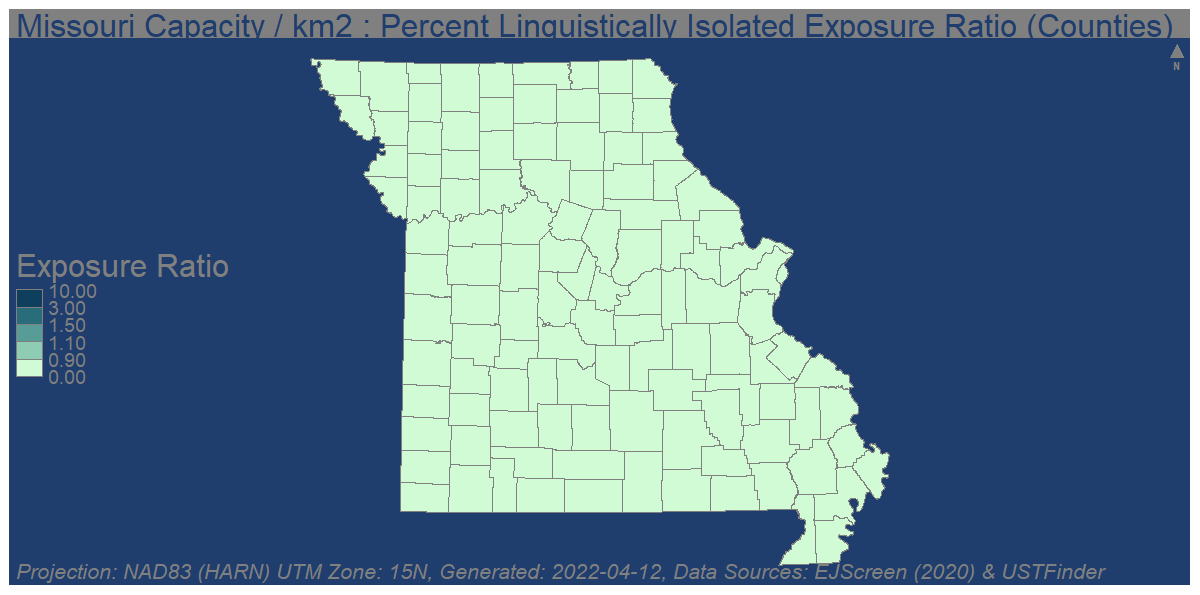 Missouri Capacity / km2 : Percent Linguistically Isolated Exposure Ratio (Counties)
N
Exposure Ratio
10.00
3.00
1.50
1.10
0.90
0.00
Projection: NAD83 (HARN) UTM Zone: 15N, Generated: 2022-04-12, Data Sources: EJScreen (2020) & USTFinder